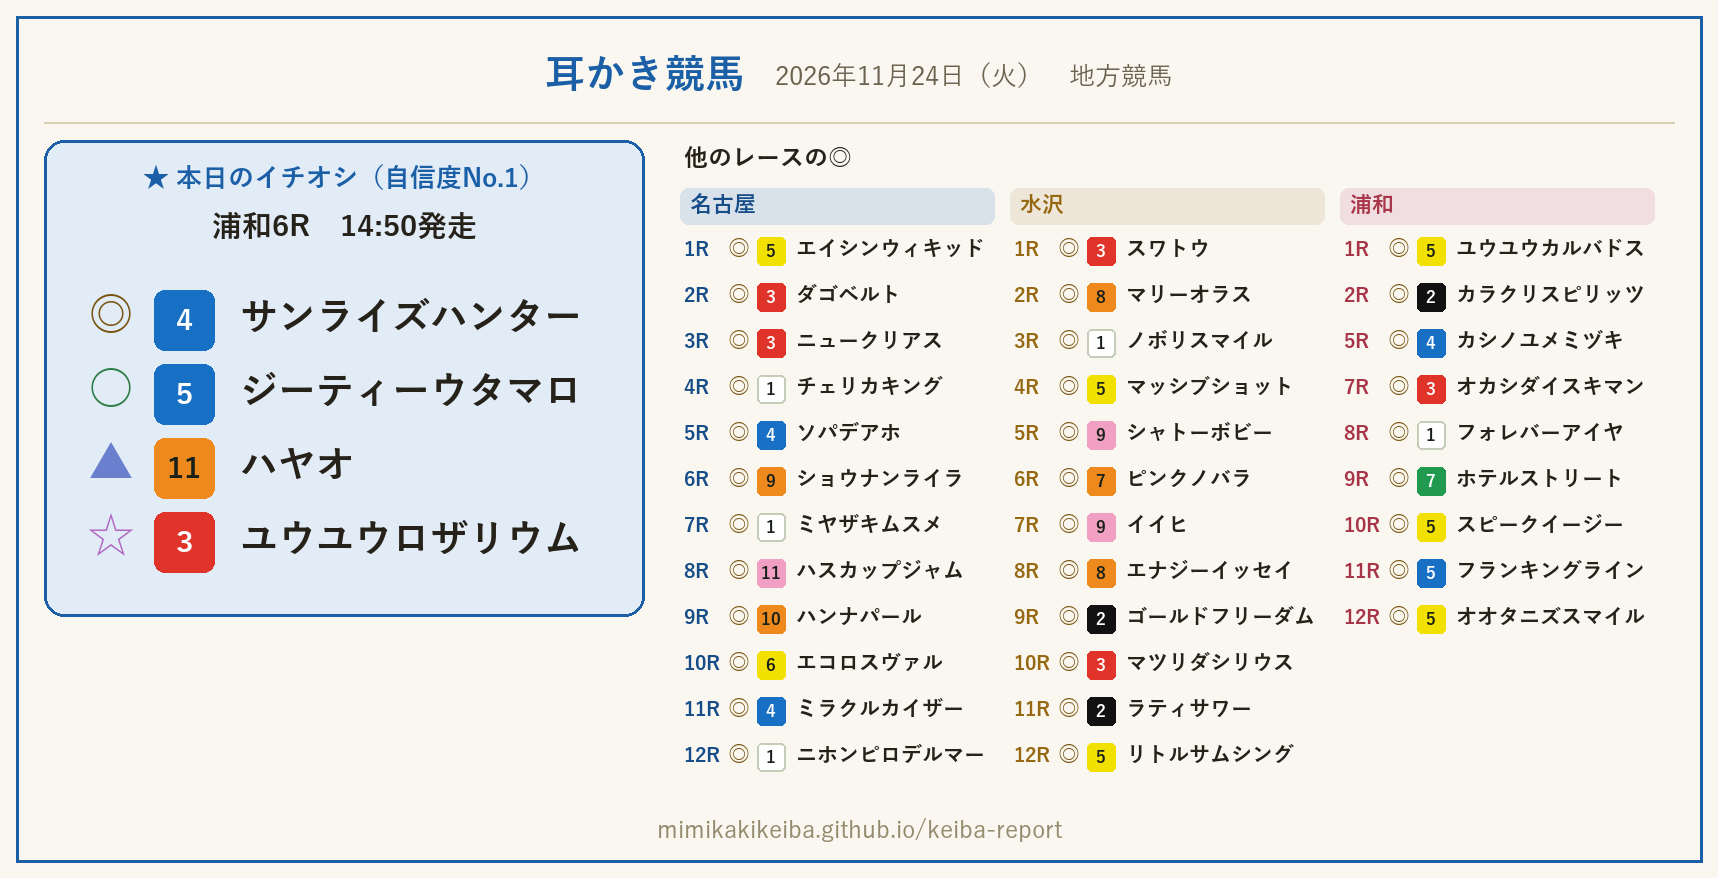 耳かき競馬 2026年11月24日（火） 地方競馬
★ 本日のイチオシ（自信度No.1）
浦和6R 14:50発走
◎ 4 サンライズハンター
○ 5 ジーティーウタマロ
▲ 11 ハヤオ
☆ 3 ユウユウロザリウム
他のレースの◎
名古屋
1R ◎ 5 エイシンウィキッド
2R ◎ 3 ダゴベルト
3R ◎ 3 ニュークリアス
4R ◎ 1 チェリカキング
5R ◎ 4 ソパデアホ
6R ◎ 9 ショウナンライラ
7R ◎ 1 ミヤザキムスメ
8R ◎ 11 ハスカップジャム
9R ◎ 10 ハンナパール
10R ◎ 6 エコロスヴァル
11R ◎ 4 ミラクルカイザー
12R ◎ 1 ニホンピロデルマー
水沢
1R ◎ 3 スワトウ
2R ◎ 8 マリーオラス
3R ◎ 1 ノボリスマイル
4R ◎ 5 マッシブショット
5R ◎ 9 シャトーボビー
6R ◎ 7 ピンクノバラ
7R ◎ 9 イイヒ
8R ◎ 8 エナジーイッセイ
9R ◎ 2 ゴールドフリーダム
10R ◎ 3 マツリダシリウス
11R ◎ 2 ラティサワー
12R ◎ 5 リトルサムシング
浦和
1R ◎ 5 ユウユウカルバドス
2R ◎ 2 カラクリスピリッツ
5R ◎ 4 カシノユメミヅキ
7R ◎ 3 オカシダイスキマン
8R ◎ 1 フォレバーアイヤ
9R ◎ 7 ホテルストリート
10R ◎ 5 スピークイージー
11R ◎ 5 フランキングライン
12R ◎ 5 オオタニズスマイル
mimikakikeiba.github.io/keiba-report